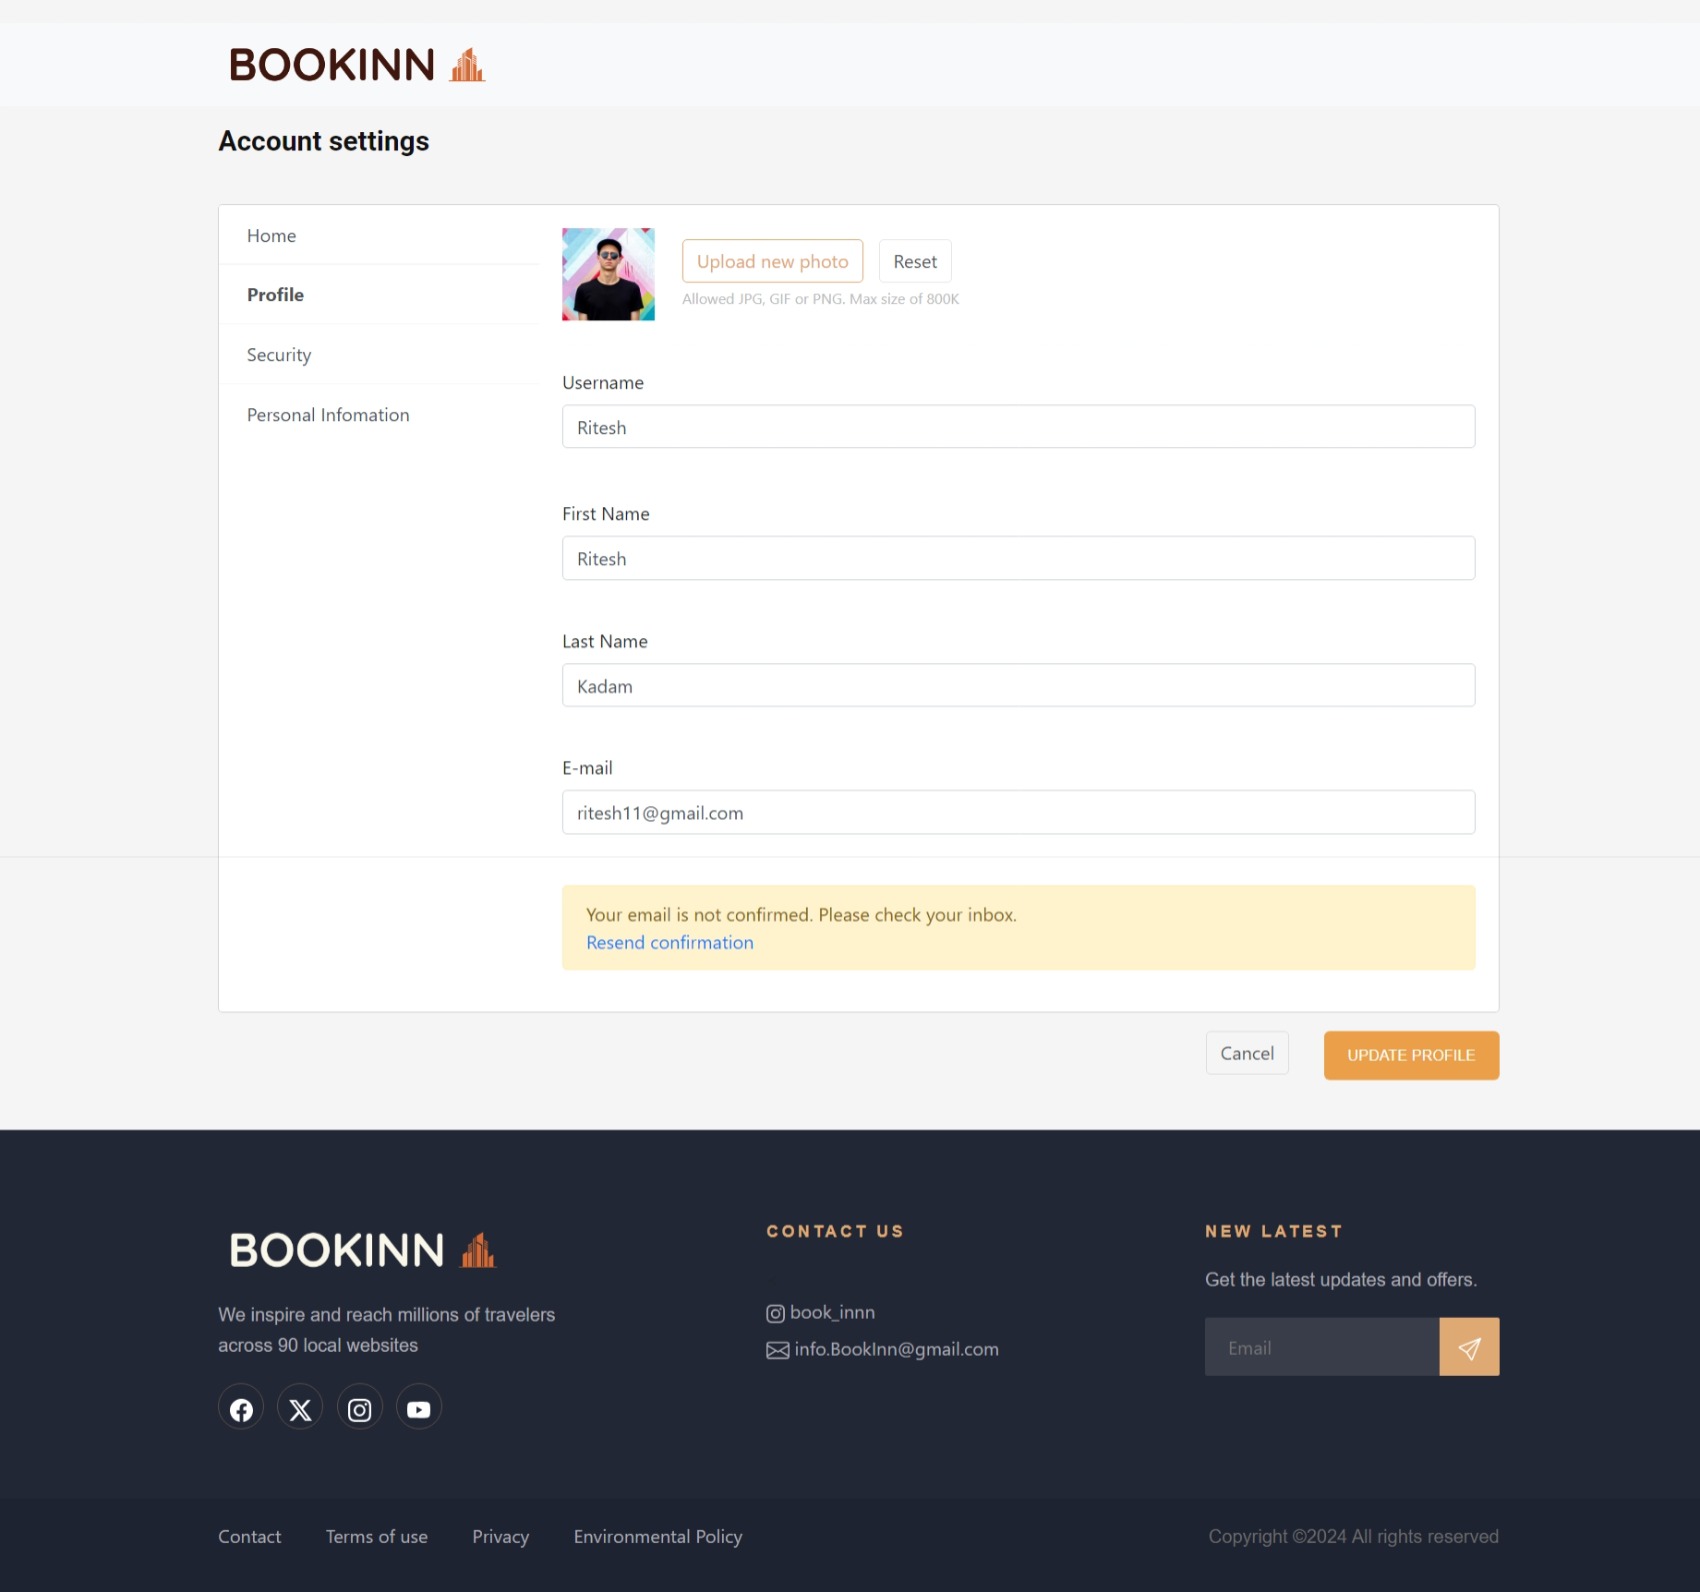 BOOKINN
Account settings
Home
Profile
Security
Personal Infomation
Upload new photo
Reset
Allowed JPG, GIF or PNG. Max size of 800K
Username
Ritesh
First Name
Ritesh
Last Name
Kadam
E-mail
ritesh11@gmail.com
Your email is not confirmed. Please check your inbox.
Resend confirmation
Cancel
UPDATE PROFILE
BOOKINN
We inspire and reach millions of travelers
across 90 local websites
CONTACT US
book_innn
info.BookInn@gmail.com
NEW LATEST
Get the latest updates and offers.
Email
Contact
Terms of use
Privacy
Environmental Policy
Copyright ©2024 All rights reserved